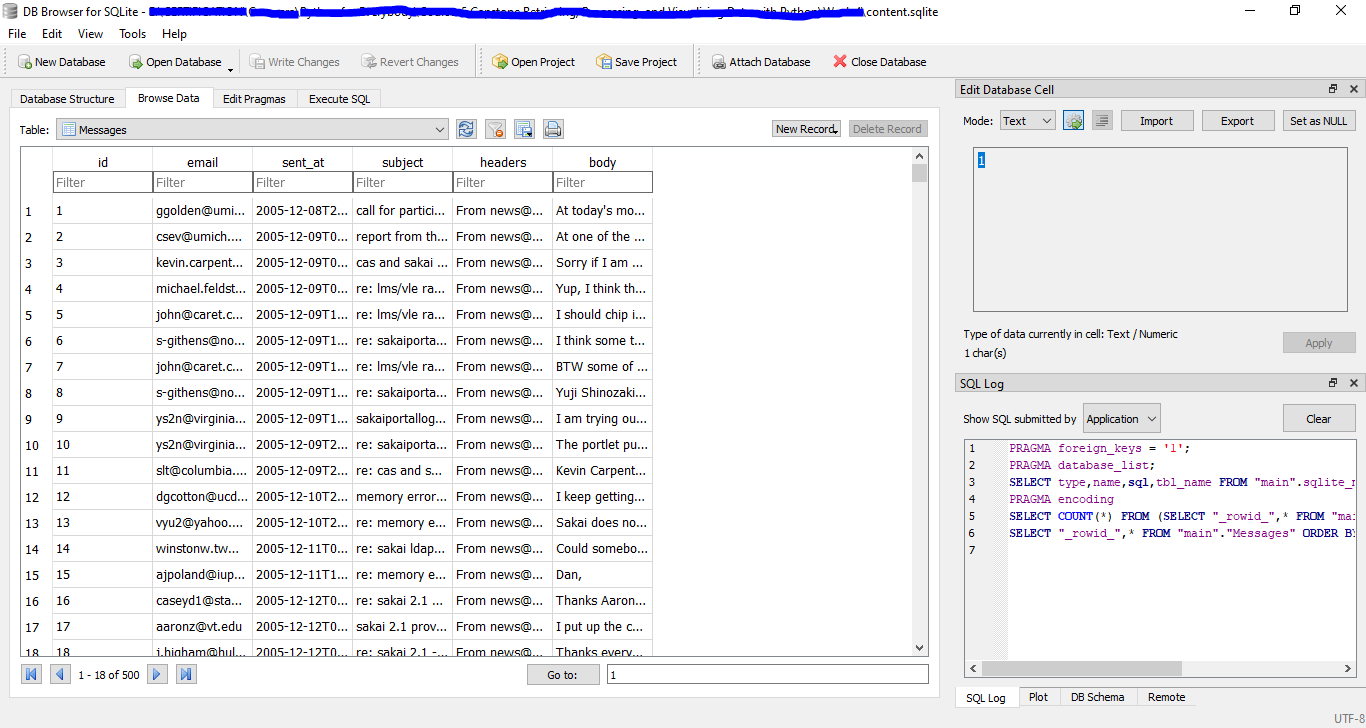 DB Browser for SQLite - content.sqlite
File Edit View Tools Help
New Database Open Database Write Changes Revert Changes Open Project Save Project Attach Database Close Database
Database Structure Browse Data Edit Pragmas Execute SQL
Table: Messages New Record Delete Record
id email sent_at subject headers body
Filter Filter Filter Filter Filter Filter
1 1 ggolden@umi... 2005-12-08T2... call for partici... From news@... At today's mo...
2 2 csev@umich.... 2005-12-09T0... report from th... From news@... At one of the ...
3 3 kevin.carpent... 2005-12-09T0... cas and sakai ... From news@... Sorry if I am ...
4 4 michael.feldst... 2005-12-09T0... re: lms/vle ra... From news@... Yup, I think th...
5 5 john@caret.c... 2005-12-09T1... re: lms/vle ra... From news@... I should chip i...
6 6 s-githens@no... 2005-12-09T1... re: sakaiporta... From news@... I think some t...
7 7 john@caret.c... 2005-12-09T1... re: lms/vle ra... From news@... BTW some of ...
8 8 s-githens@no... 2005-12-09T1... re: sakaiporta... From news@... Yuji Shinozaki...
9 9 ys2n@virginia... 2005-12-09T1... sakaiportallog... From news@... I am trying ou...
10 10 ys2n@virginia... 2005-12-09T2... re: sakaiporta... From news@... The portlet pu...
11 11 slt@columbia.... 2005-12-09T2... re: cas and s... From news@... Kevin Carpent...
12 12 dgcotton@ucd... 2005-12-10T2... memory error... From news@... I keep getting...
13 13 vyu2@yahoo.... 2005-12-10T2... re: memory e... From news@... Sakai does no...
14 14 winstonw.tw... 2005-12-11T0... re: sakai ldap... From news@... Could somebo...
15 15 ajpoland@iup... 2005-12-11T1... re: memory e... From news@... Dan,
16 16 caseyd1@sta... 2005-12-12T0... re: sakai 2.1 ... From news@... Thanks Aaron...
17 17 aaronz@vt.edu 2005-12-12T0... sakai 2.1 prov... From news@... I put up the c...
18 18 j.higham@hul... 2005-12-12T0... re: sakai 2.1 -... From news@... Thanks every...
1 - 18 of 500 Go to: 1
Edit Database Cell
Mode: Text Import Export Set as NULL
1
Type of data currently in cell: Text / Numeric
1 char(s)
Apply
SQL Log
Show SQL submitted by Application Clear
1 PRAGMA foreign_keys = '1';
2 PRAGMA database_list;
3 SELECT type,name,sql,tbl_name FROM "main".sqlite_
4 PRAGMA encoding
5 SELECT COUNT(*) FROM (SELECT "_rowid_",* FROM "mai
6 SELECT "_rowid_",* FROM "main"."Messages" ORDER BY
7
SQL Log Plot DB Schema Remote
UTF-8